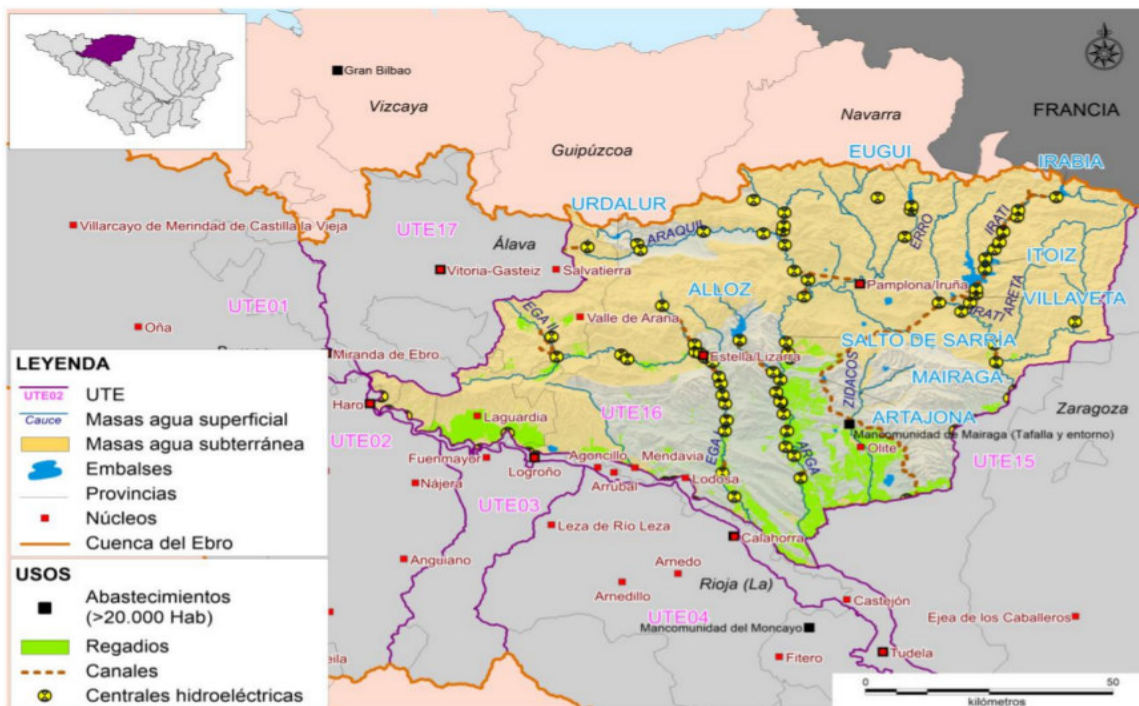 Gran Bilbao
Vizcaya
Navarra
FRANCIA
Guipúzcoa
EUGUI
IRABIA
URDALUR
Villarcayo de Merindad de Castilla la Vieja
UTE17
Álava
ARAQUIL
ERRO
IRATI
Vitoria-Gasteiz
Salvatierra
ITOIZ
Pamplona/Iruña
UTE01
ALLOZ
ARETA
VILLAVETA
IRATI
EGA II
Valle de Arana
Oña
SALTO DE SARRÍA
Miranda de Ebro
Estella/Lizarra
ZIDACOS
MAIRAGA
Haro
Laguardia
UTE16
ARTAJONA
Zaragoza
Mancomunidad de Mairaga (Tafalla y entorno)
UTE02
Fuenmayor
Agoncillo
Mendavia
EGA
ARGA
Olite
UTE15
Logroño
Nájera
Arrúbal
Lodosa
UTE03
Leza de Río Leza
Calahorra
Anguiano
Arnedo
Rioja (La)
Arnedillo
Castejón
UTE04
Ejea de los Caballeros
Mancomunidad del Moncayo
Fitero
Tudela
LEYENDA
UTE02 UTE
Cauce Masas agua superficial
Masas agua subterránea
Embalses
Provincias
Núcleos
Cuenca del Ebro
USOS
Abastecimientos
(>20.000 Hab)
Regadios
Canales
Centrales hidroeléctricas
0 50
kilómetros